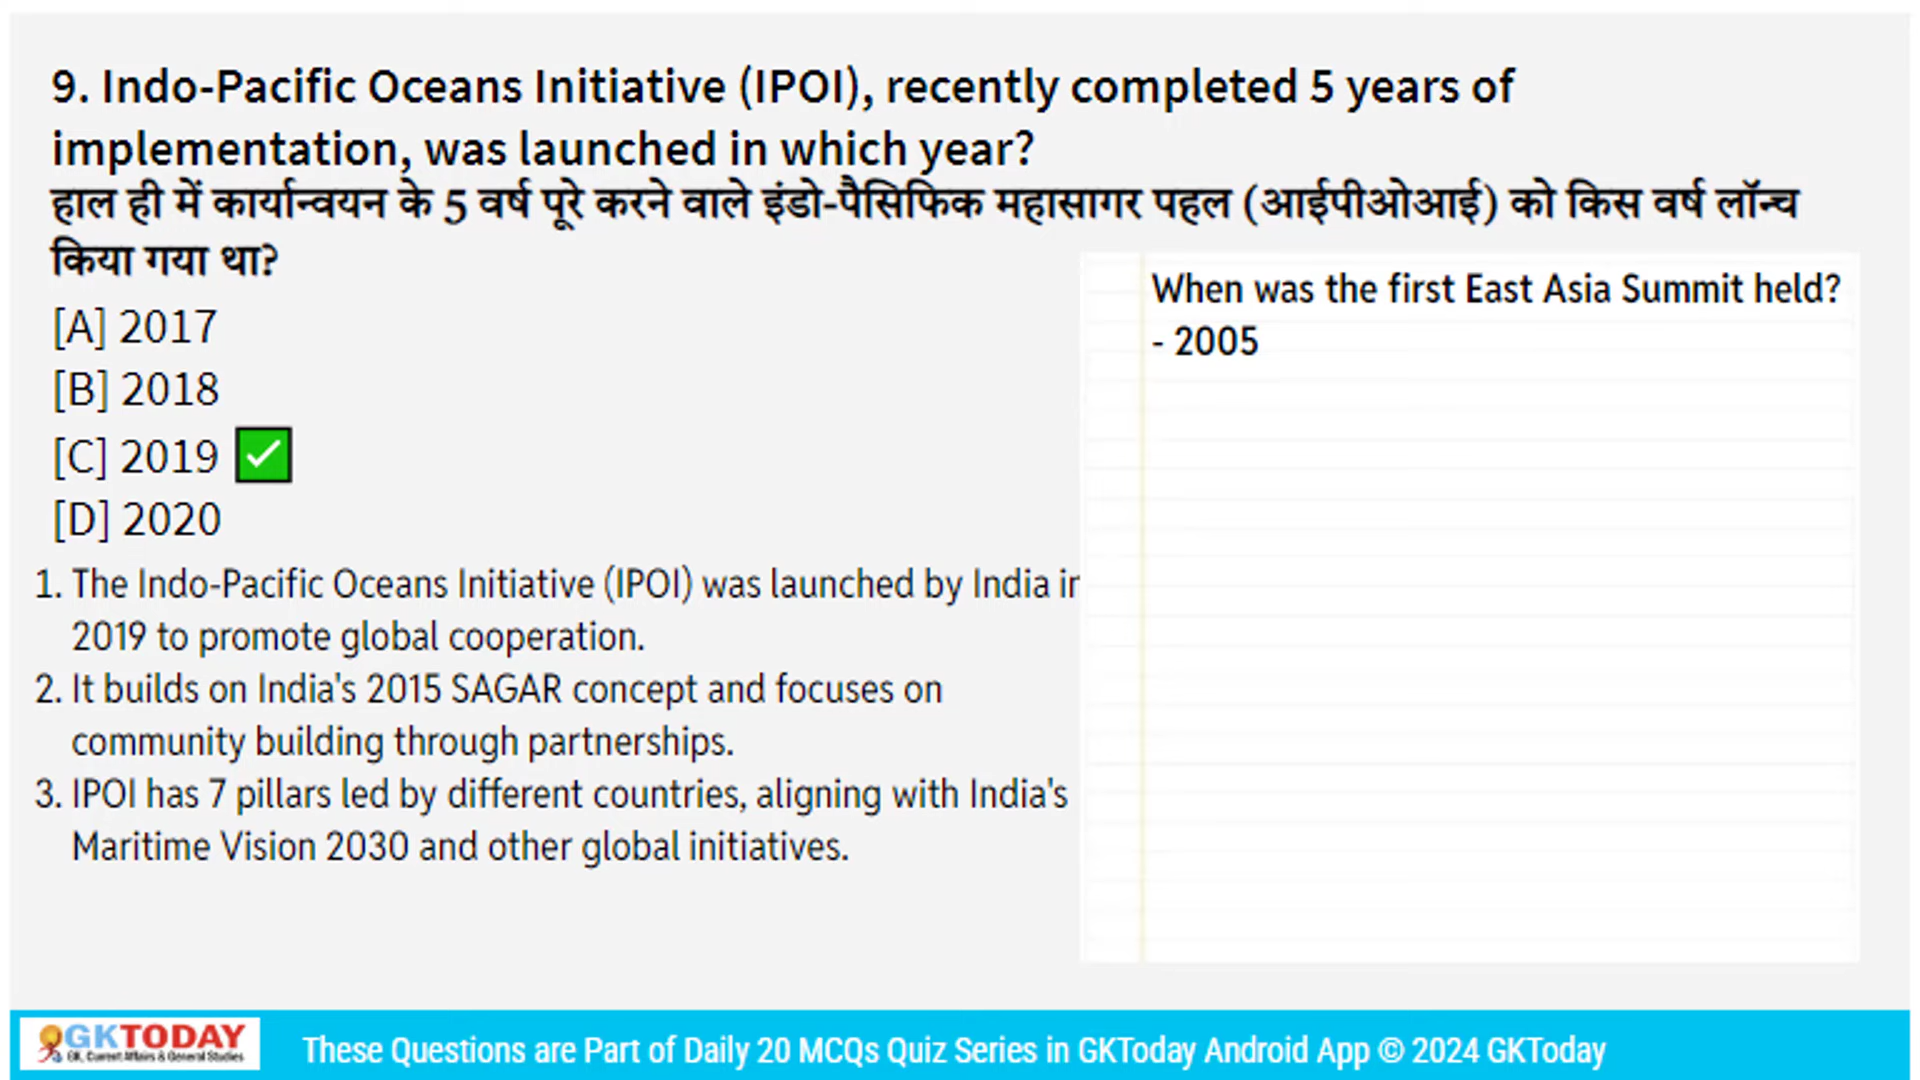 9. Indo-Pacific Oceans Initiative (IPOI), recently completed 5 years of
implementation, was launched in which year?
हाल ही में कार्यान्वयन के 5 वर्ष पूरे करने वाले इंडो-पैसिफिक महासागर पहल (आईपीओआई) को किस वर्ष लॉन्च
किया गया था?
[A] 2017
[B] 2018
[C] 2019
[D] 2020
1. The Indo-Pacific Oceans Initiative (IPOI) was launched by India in
2019 to promote global cooperation.
2. It builds on India's 2015 SAGAR concept and focuses on
community building through partnerships.
3. IPOI has 7 pillars led by different countries, aligning with India's
Maritime Vision 2030 and other global initiatives.
When was the first East Asia Summit held?
- 2005
GKTODAY
GK, Current Affairs & General Studies
These Questions are Part of Daily 20 MCQs Quiz Series in GKToday Android App © 2024 GKToday